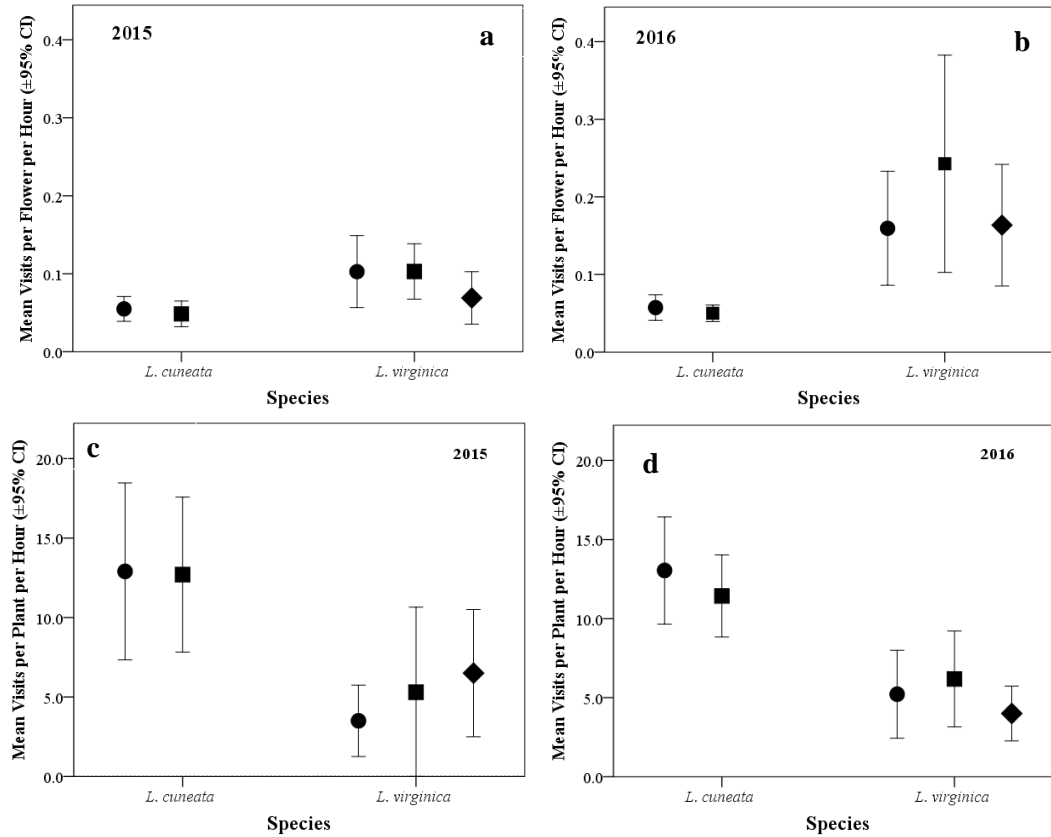 2015
a
Mean Visits per Flower per Hour (±95% CI)
0.4
0.3
0.2
0.1
0.0
L. cuneata
L. virginica
Species
2016
b
Mean Visits per Flower per Hour (±95% CI)
0.4
0.3
0.2
0.1
0.0
L. cuneata
L. virginica
Species
c
2015
Mean Visits per Plant per Hour (±95% CI)
20.0
15.0
10.0
5.0
0.0
L. cuneata
L. virginica
Species
d
2016
Mean Visits per Plant per Hour (±95% CI)
20.0
15.0
10.0
5.0
0.0
L. cuneata
L. virginica
Species